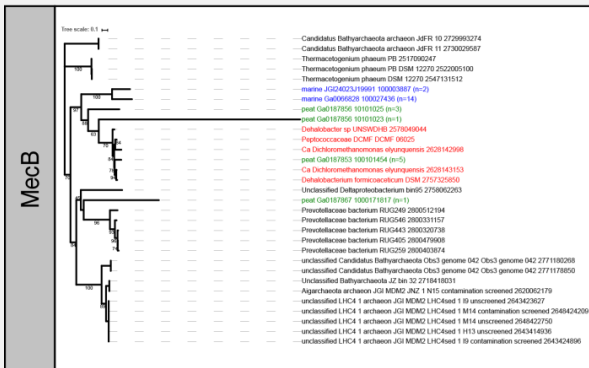 MecB
Tree scale: 0.1
Candidatus Bathyarchaeota archaeon JdFR 10 2729993274
Candidatus Bathyarchaeota archaeon JdFR 11 2730029587
Thermacetogenium phaeum PB 2517090247
Thermacetogenium phaeum PB DSM 12270 2522005100
Thermacetogenium phaeum DSM 12270 2547131512
marine JGI24023J19991 100003887 (n=2)
marine Ga0066828 100027436 (n=14)
peat Ga0187856 10101025 (n=3)
peat Ga0187856 10101023 (n=1)
Dehalobacter sp UNSWDHB 2578049044
Peptococcaceae DCMF DCMF 06025
Ca Dichloromethanomonas elyunquensis 2628142998
peat Ga0187853 100101454 (n=5)
Ca Dichloromethanomonas elyunquensis 2628143153
Dehalobacterium formicoaceticum DSM 2757325850
Unclassified Deltaproteobacterium bin95 2758062263
peat Ga0187867 1000171817 (n=1)
Prevotellaceae bacterium RUG249 2800512194
Prevotellaceae bacterium RUG546 2800331157
Prevotellaceae bacterium RUG443 2800320738
Prevotellaceae bacterium RUG405 2800479908
Prevotellaceae bacterium RUG259 2800403874
unclassified Candidatus Bathyarchaeota Obs3 genome 042 Obs3 genome 042 2771180268
unclassified Candidatus Bathyarchaeota Obs3 genome 042 Obs3 genome 042 2771178850
Unclassified Bathyarchaeota JZ bin 32 2718418031
Aigarchaeota archaeon JGI MDM2 JNZ 1 N15 contamination screened 2620062179
unclassified LHC4 1 archaeon JGI MDM2 LHC4sed 1 I9 unscreened 2643423627
unclassified LHC4 1 archaeon JGI MDM2 LHC4sed 1 M14 contamination screened 2648424209
unclassified LHC4 1 archaeon JGI MDM2 LHC4sed 1 M14 unscreened 2648422750
unclassified LHC4 1 archaeon JGI MDM2 LHC4sed 1 H13 unscreened 2643414936
unclassified LHC4 1 archaeon JGI MDM2 LHC4sed 1 I9 contamination screened 2643424896